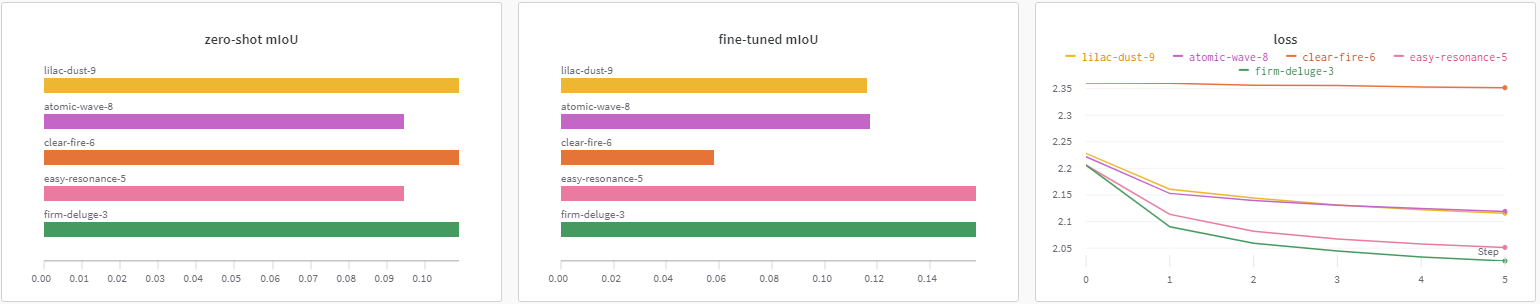 zero-shot mIoU
lilac-dust-9
atomic-wave-8
clear-fire-6
easy-resonance-5
firm-deluge-3
0.00 0.01 0.02 0.03 0.04 0.05 0.06 0.07 0.08 0.09 0.10
fine-tuned mIoU
lilac-dust-9
atomic-wave-8
clear-fire-6
easy-resonance-5
firm-deluge-3
0.00 0.02 0.04 0.06 0.08 0.10 0.12 0.14
loss
lilac-dust-9 atomic-wave-8 clear-fire-6 easy-resonance-5
firm-deluge-3
2.35
2.3
2.25
2.2
2.15
2.1
2.05
Step
0 1 2 3 4 5